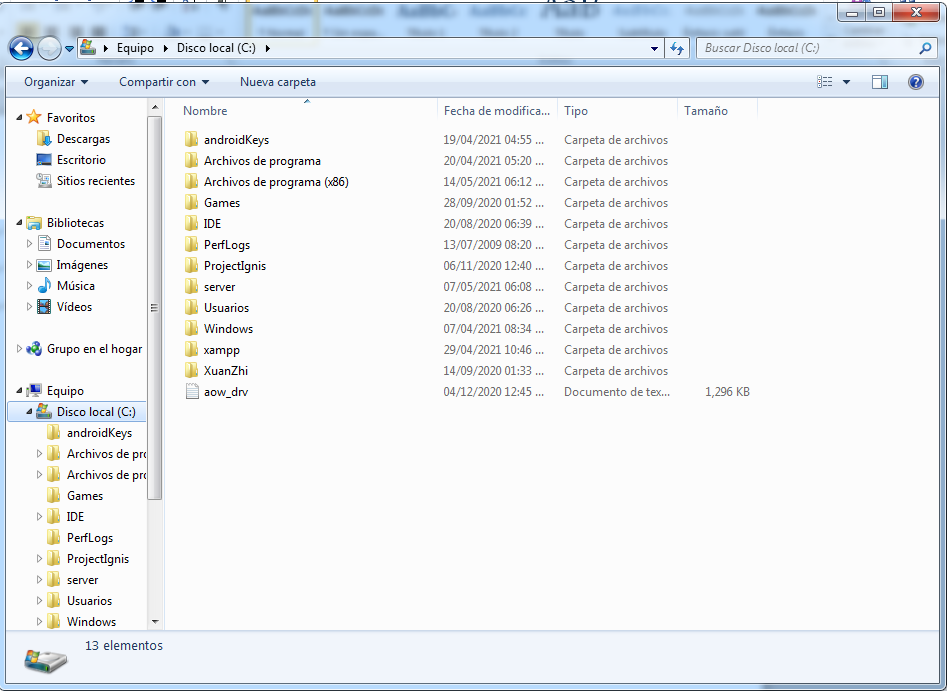 Equipo Disco local (C:) Buscar Disco local (C:)
Organizar Compartir con Nueva carpeta
Favoritos
Descargas
Escritorio
Sitios recientes
Bibliotecas
Documentos
Imágenes
Música
Vídeos
Grupo en el hogar
Equipo
Disco local (C:)
androidKeys
Archivos de pro
Archivos de pro
Games
IDE
PerfLogs
ProjectIgnis
server
Usuarios
Windows
Nombre Fecha de modifica... Tipo Tamaño
androidKeys 19/04/2021 04:55 ... Carpeta de archivos
Archivos de programa 20/04/2021 05:20 ... Carpeta de archivos
Archivos de programa (x86) 14/05/2021 06:12 ... Carpeta de archivos
Games 28/09/2020 01:52 ... Carpeta de archivos
IDE 20/08/2020 06:39 ... Carpeta de archivos
PerfLogs 13/07/2009 08:20 ... Carpeta de archivos
ProjectIgnis 06/11/2020 12:40 ... Carpeta de archivos
server 07/05/2021 06:08 ... Carpeta de archivos
Usuarios 20/08/2020 06:26 ... Carpeta de archivos
Windows 07/04/2021 08:34 ... Carpeta de archivos
xampp 29/04/2021 10:46 ... Carpeta de archivos
XuanZhi 14/09/2020 01:33 ... Carpeta de archivos
aow_drv 04/12/2020 12:45 ... Documento de tex... 1,296 KB
13 elementos